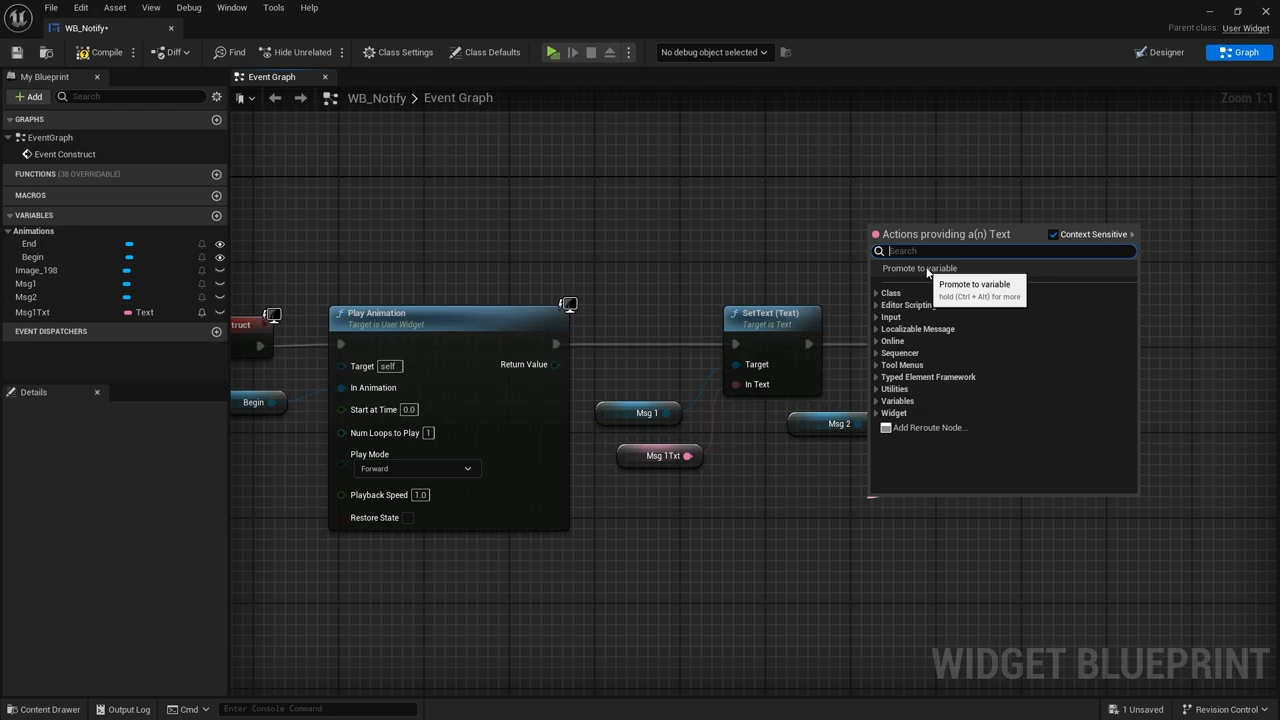 File Edit Asset View Debug Window Tools Help
WB_Notify•
Parent class: User Widget
Compile Diff Find Hide Unrelated Class Settings Class Defaults No debug object selected Designer Graph
My Blueprint
Event Graph
Add Search
WB_Notify > Event Graph
Zoom 1:1
GRAPHS
EventGraph
Event Construct
FUNCTIONS (38 OVERRIDABLE)
MACROS
VARIABLES
Animations
End
Begin
Image_198
Msg1
Msg2
Msg1Txt Text
EVENT DISPATCHERS
Details
struct
Begin
Play Animation
Target is User Widget
Target self
Return Value
In Animation
Start at Time 0.0
Num Loops to Play 1
Play Mode
Forward
Playback Speed 1.0
Restore State
Msg 1
Msg 1Txt
SetText (Text)
Target is Text
Target
In Text
Msg 2
Actions providing a(n) Text Context Sensitive
Search
Promote to variable
Promote to variable
hold (Ctrl + Alt) for more
Class
Editor Scripting
Input
Localizable Message
Online
Sequencer
Tool Menus
Typed Element Framework
Utilities
Variables
Widget
Add Reroute Node...
WIDGET BLUEPRINT
Content Drawer Output Log Cmd Enter Console Command 1 Unsaved Revision Control